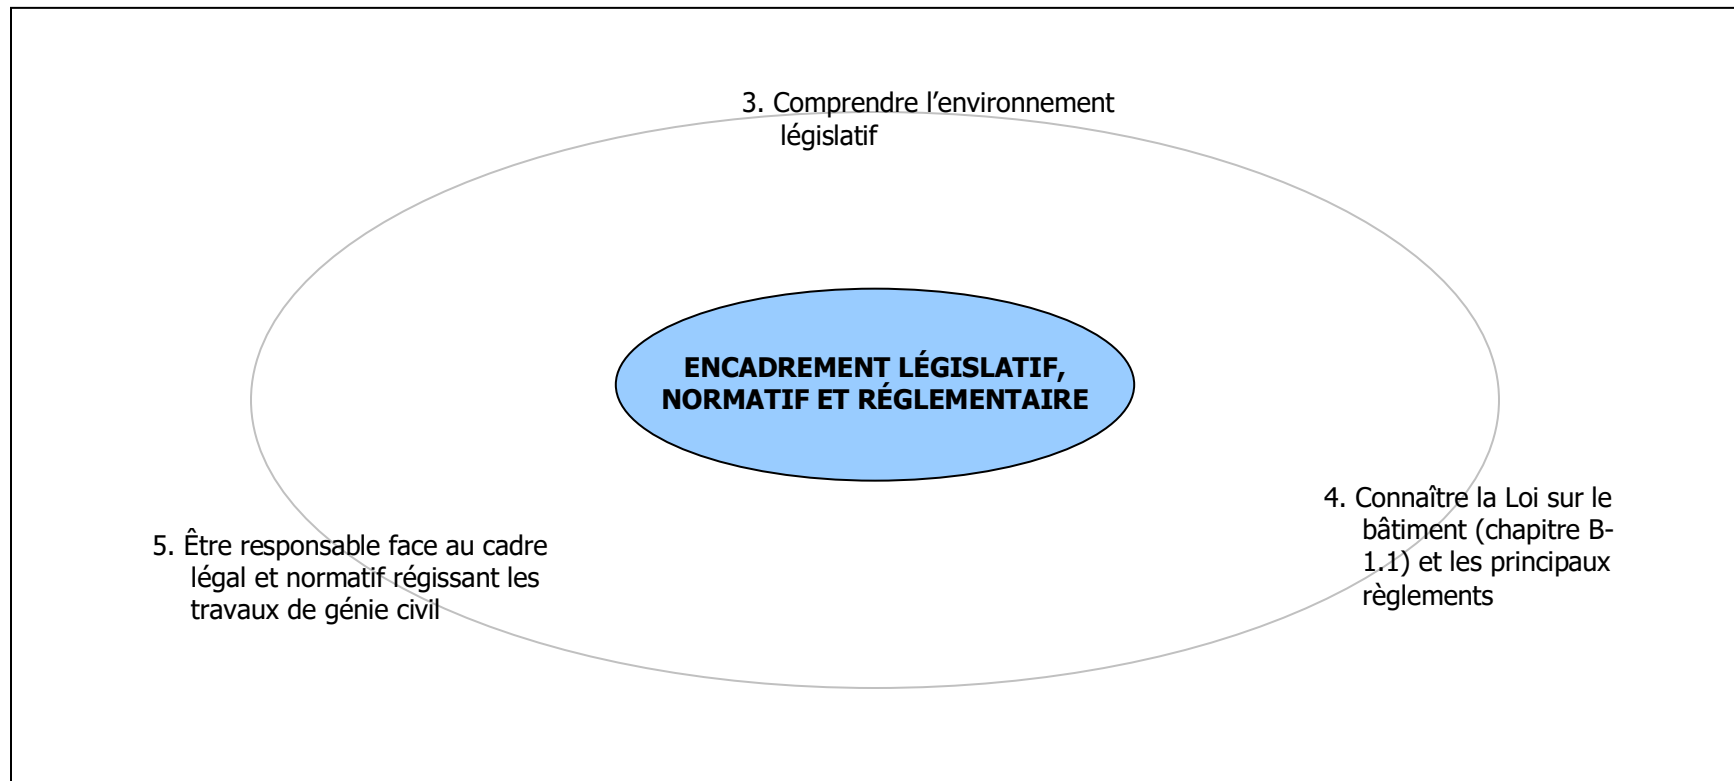 3. Comprendre l’environnement
législatif
ENCADREMENT LÉGISLATIF,
NORMATIF ET RÉGLEMENTAIRE
4. Connaître la Loi sur le
bâtiment (chapitre B-
1.1) et les principaux
règlements
5. Être responsable face au cadre
légal et normatif régissant les
travaux de génie civil